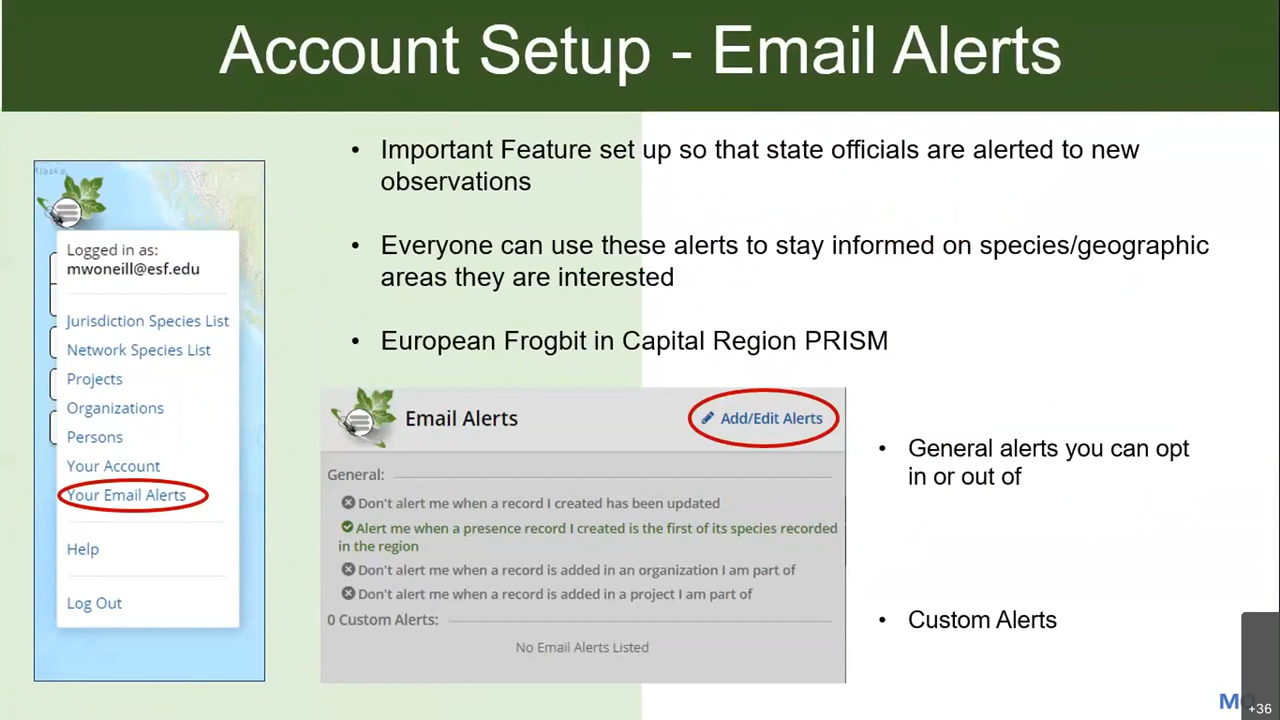 Account Setup - Email Alerts
Alaska
Logged in as:
mwoneill@esf.edu
Jurisdiction Species List
Network Species List
Projects
Organizations
Persons
Your Account
Your Email Alerts
Help
Log Out
• Important Feature set up so that state officials are alerted to new
observations
• Everyone can use these alerts to stay informed on species/geographic
areas they are interested
• European Frogbit in Capital Region PRISM
Email Alerts
Add/Edit Alerts
General:
Don't alert me when a record I created has been updated
Alert me when a presence record I created is the first of its species recorded
in the region
Don't alert me when a record is added in an organization I am part of
Don't alert me when a record is added in a project I am part of
0 Custom Alerts:
No Email Alerts Listed
• General alerts you can opt
in or out of
• Custom Alerts
+36